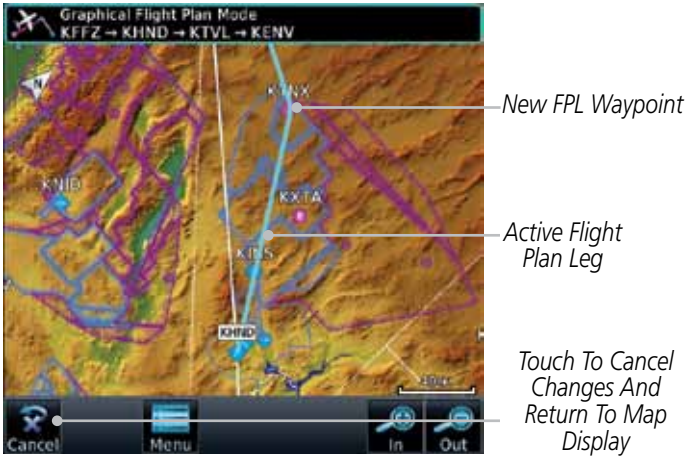 Graphical Flight Plan Mode
KFFZ → KHND → KTVL → KENV
N
KTNX
New FPL Waypoint
KNID
KXTA
Active Flight
Plan Leg
KINS
KHND
Touch To Cancel
Changes And
Return To Map
Display
Cancel
Menu
In
Out